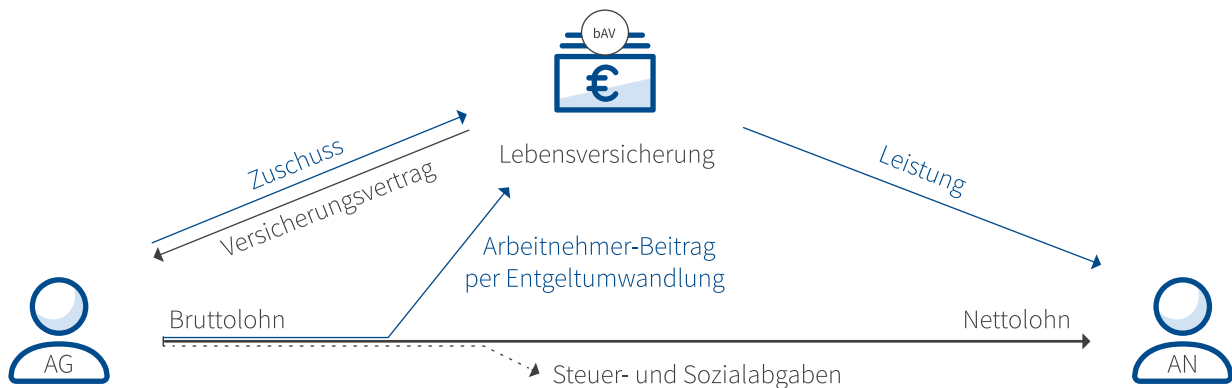 bAV
€
Lebensversicherung
Zuschuss
Versicherungsvertrag
Leistung
Arbeitnehmer-Beitrag
per Entgeltumwandlung
Bruttolohn
Nettolohn
AG
AN
Steuer- und Sozialabgaben